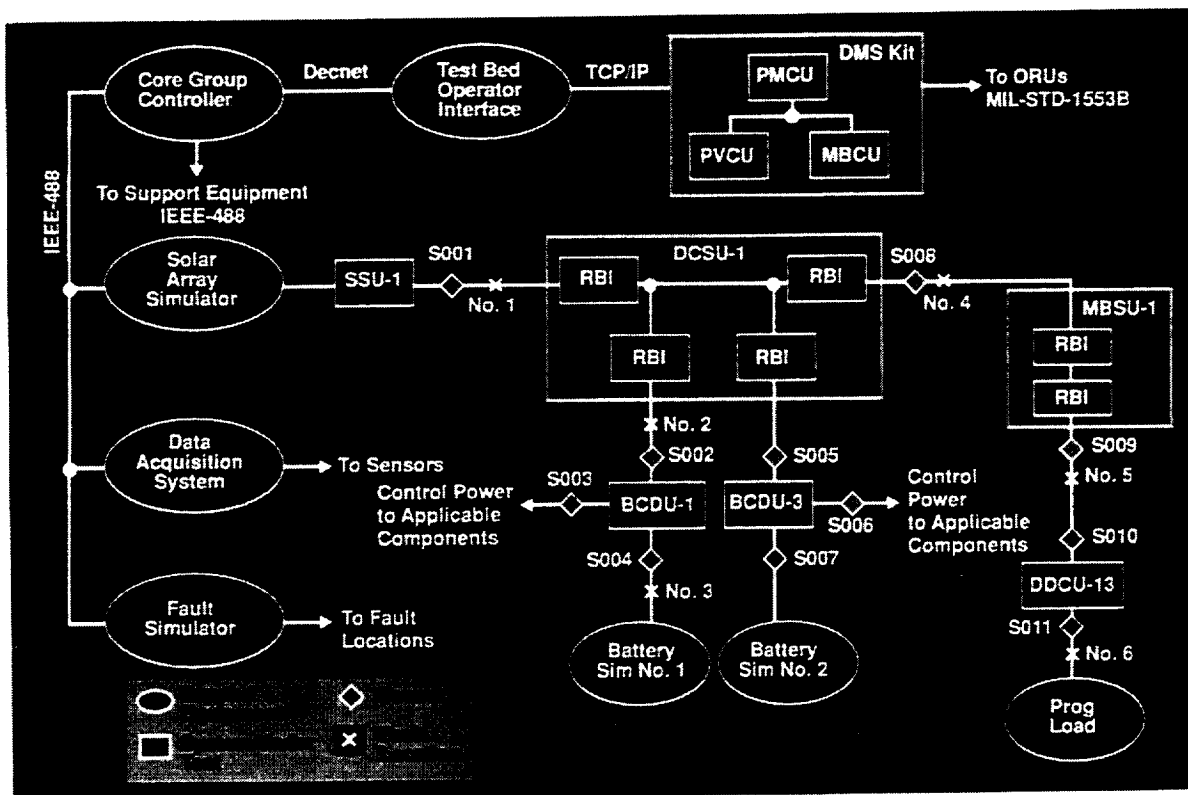 Core Group
Controller
Decnet
Test Bed
Operator
Interface
TCP/IP
DMS Kit
PMCU
PVCU
MBCU
To ORUs
MIL-STD-1553B
IEEE-488
To Support Equipment
IEEE-488
Solar
Array
Simulator
SSU-1
S001
No. 1
DCSU-1
RBI
RBI
RBI
RBI
S008
No. 4
MBSU-1
RBI
RBI
No. 2
S002
S005
S009
No. 5
Data
Acquisition
System
To Sensors
S003
Control Power
to Applicable
Components
BCDU-1
BCDU-3
S006
Control
Power
to Applicable
Components
S010
S004
S007
No. 3
DDCU-13
S011
No. 6
Fault
Simulator
To Fault
Locations
Battery
Sim No. 1
Battery
Sim No. 2
Prog
Load